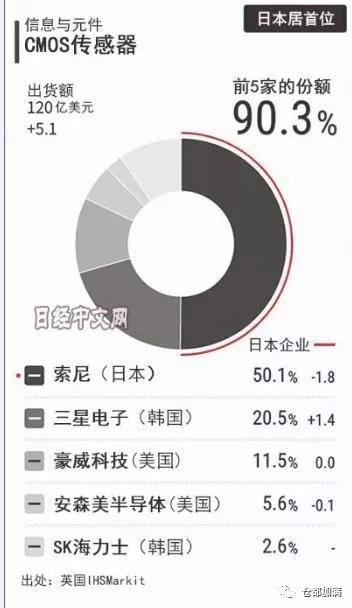 信息与元件
日本居首位
CMOS传感器
出货额
120亿美元
+5.1
前5家的份额
90.3%
日经中文网
日本企业
索尼（日本） 50.1% -1.8
三星电子（韩国） 20.5% +1.4
豪威科技(美国) 11.5% 0.0
安森美半导体(美国) 5.6% -0.1
SK海力士（韩国） 2.6% -
出处：英国IHSMarkit
仓都加满